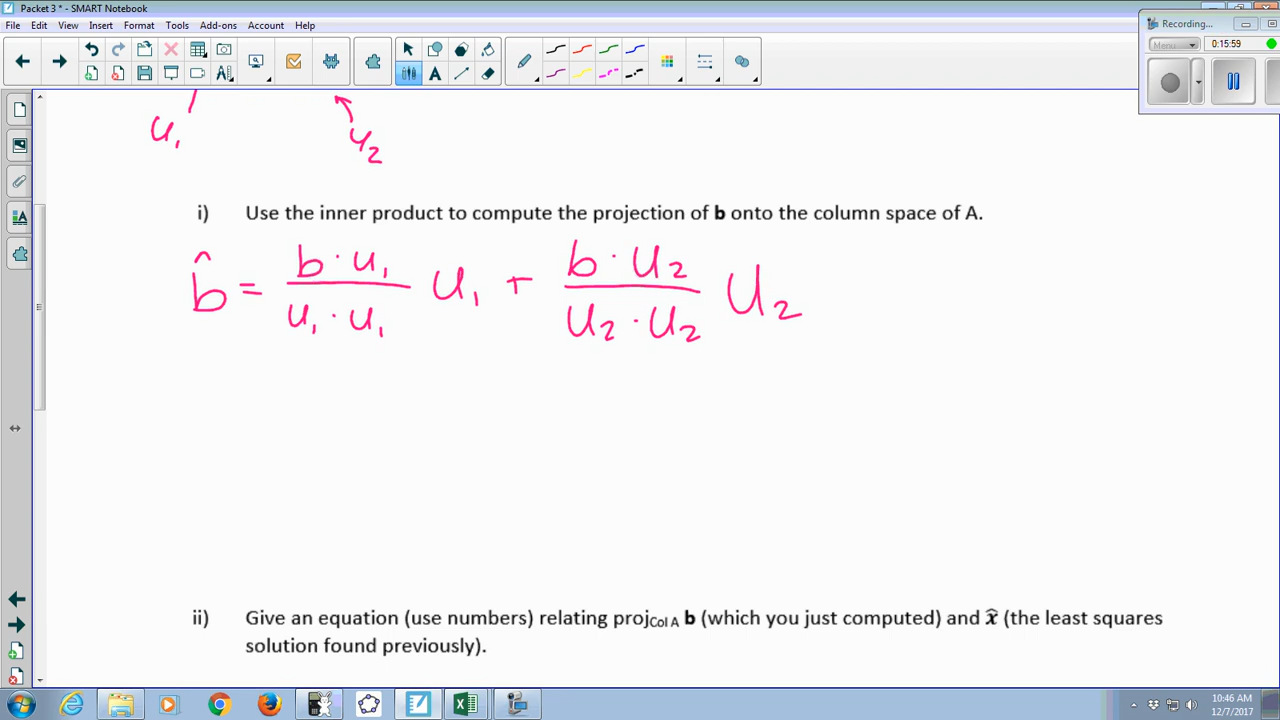 Packet 3 * - SMART Notebook
File Edit View Insert Format Tools Add-ons Account Help
Recording...
Menu
0:15:59
u₁
u₂
i) Use the inner product to compute the projection of b onto the column space of A.
b̂ = (b · u₁)/(u₁ · u₁) u₁ + (b · u₂)/(u₂ · u₂) u₂
ii) Give an equation (use numbers) relating proj_Col A b (which you just computed) and x̂ (the least squares
solution found previously).
10:46 AM
12/7/2017